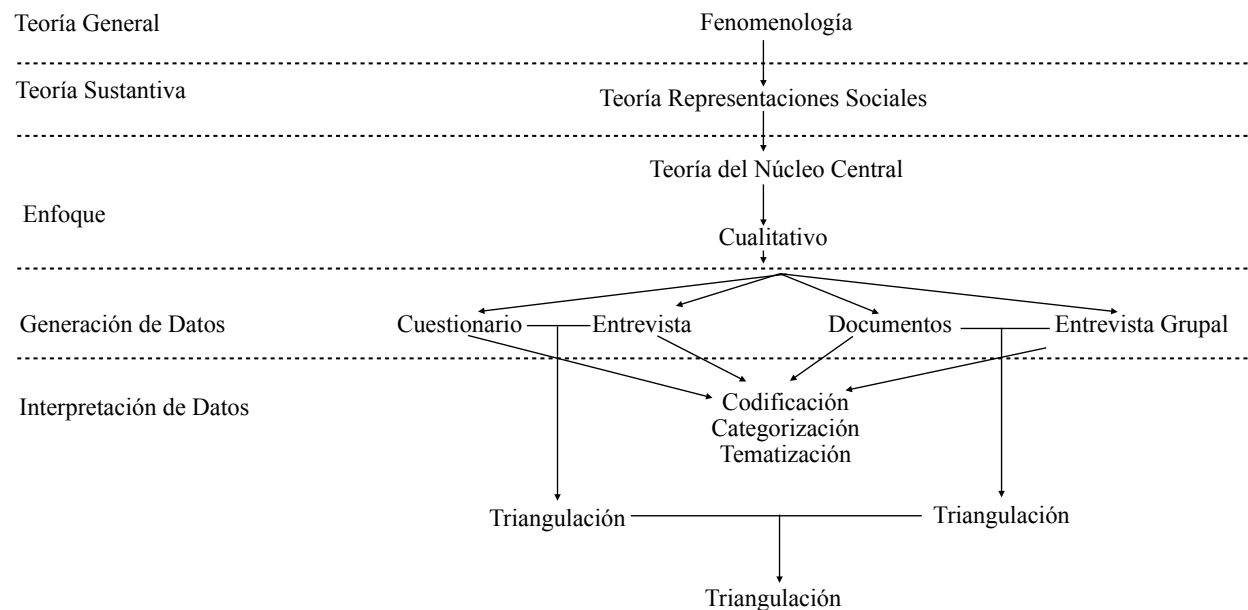 Teoría General
Fenomenología
Teoría Sustantiva
Teoría Representaciones Sociales
Teoría del Núcleo Central
Enfoque
Cualitativo
Generación de Datos
Cuestionario
Entrevista
Documentos
Entrevista Grupal
Interpretación de Datos
Codificación
Categorización
Tematización
Triangulación
Triangulación
Triangulación